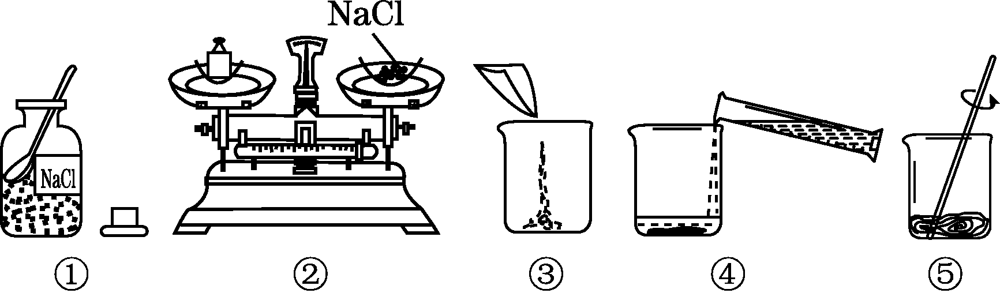 NaCl
NaCl
① ② ③ ④ ⑤